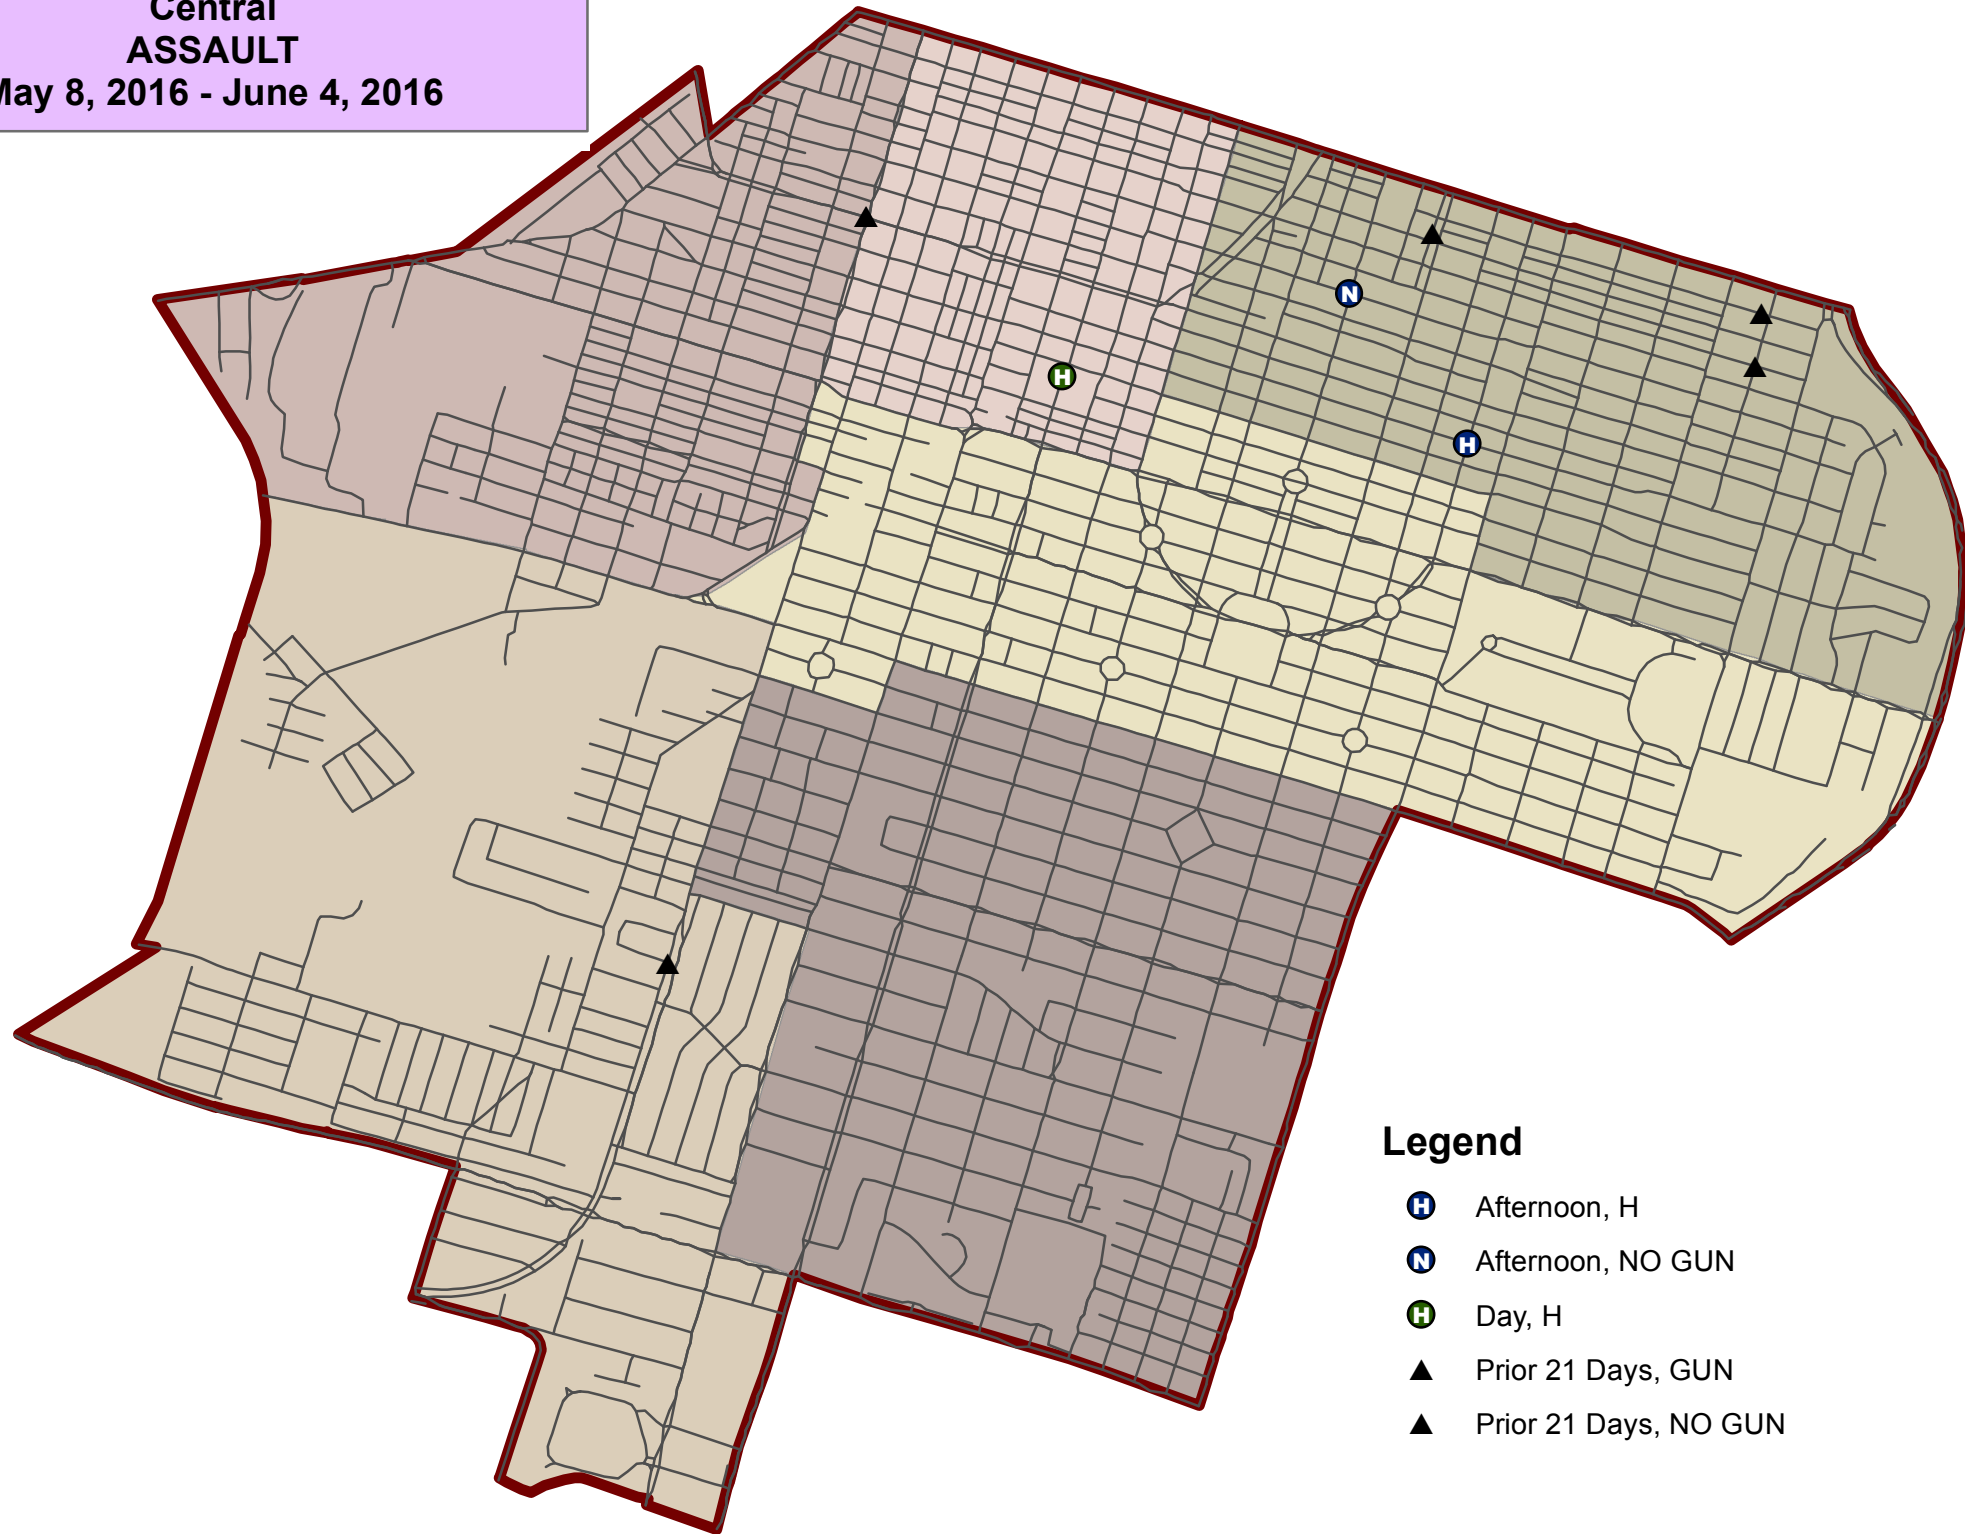 Central
ASSAULT
May 8, 2016 - June 4, 2016
N
H
H
Legend
H Afternoon, H
N Afternoon, NO GUN
H Day, H
Prior 21 Days, GUN
Prior 21 Days, NO GUN